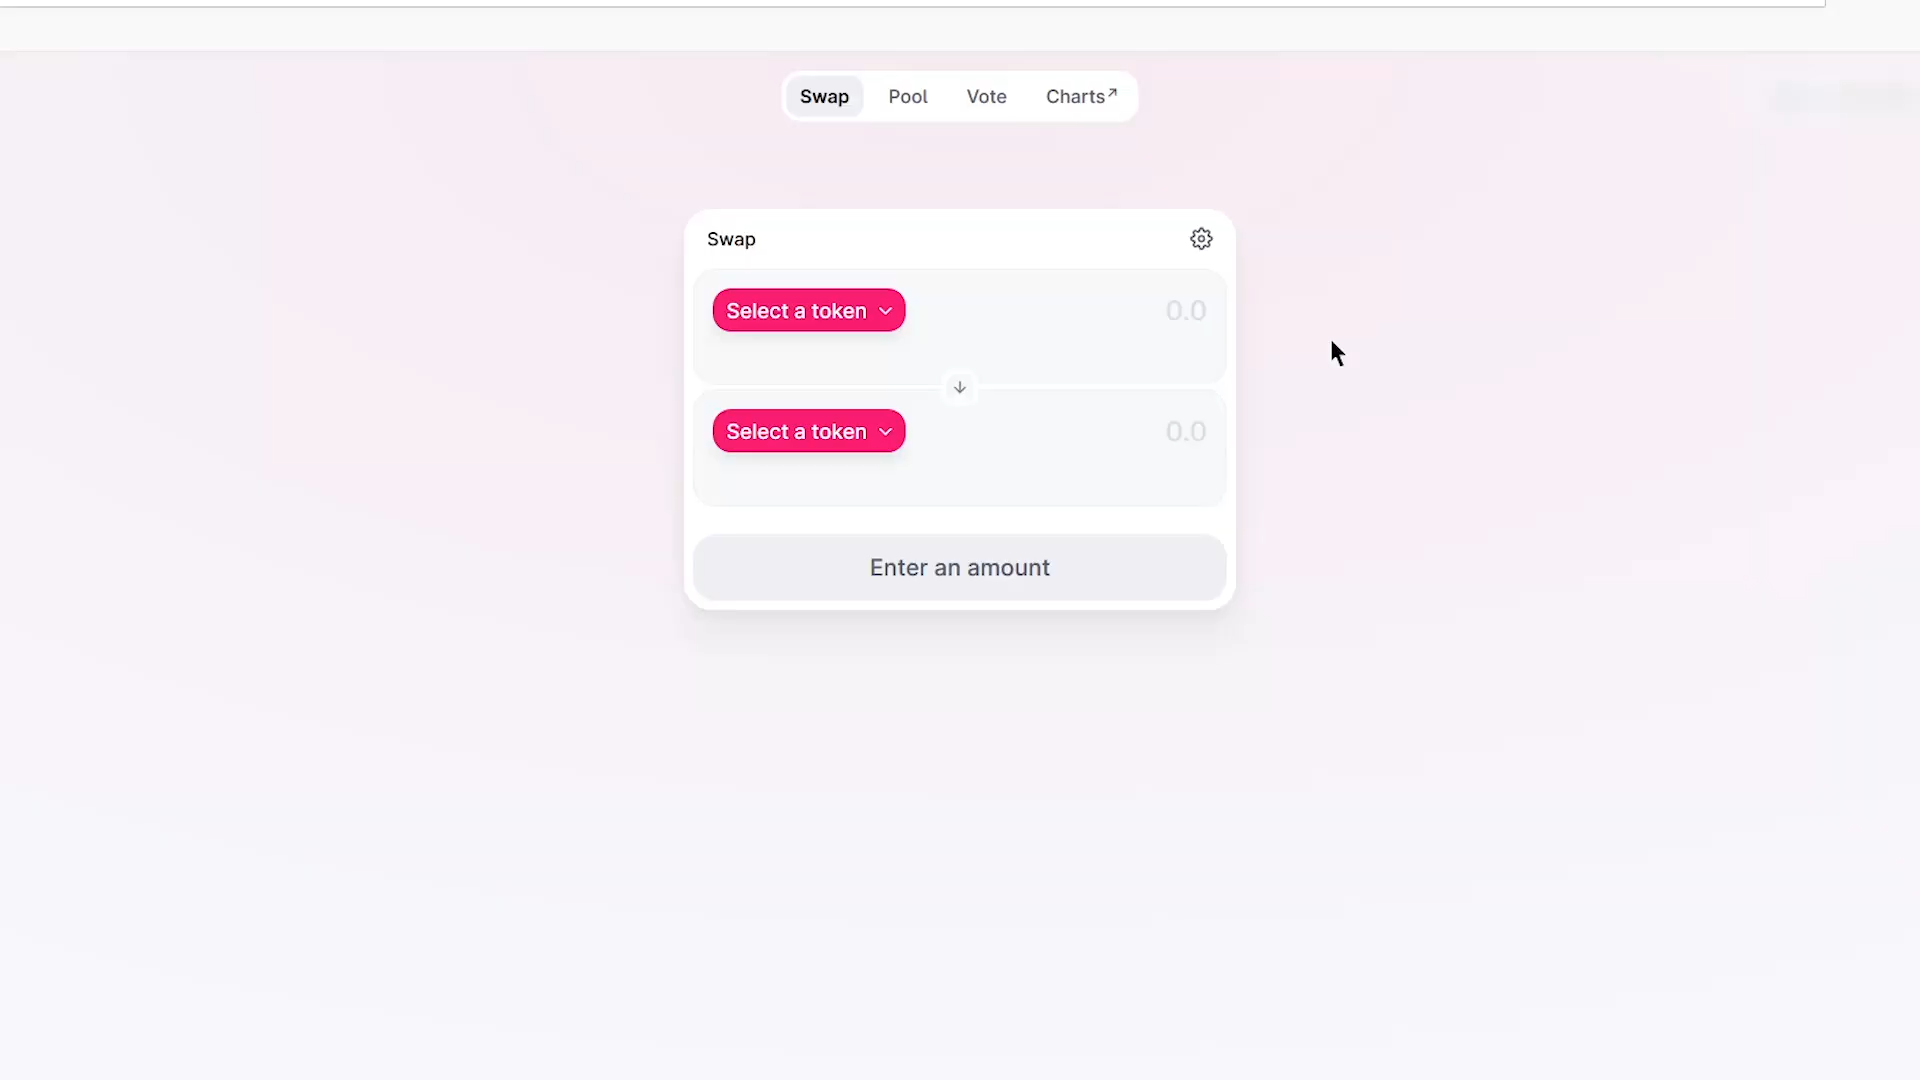 Swap Pool Vote Charts↗
Swap
Select a token 0.0
Select a token 0.0
Enter an amount